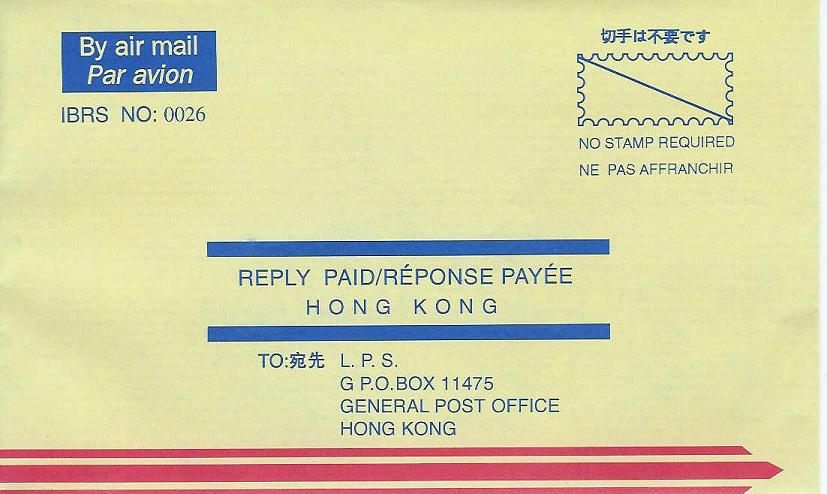 By air mail
Par avion
IBRS NO: 0026
切手は不要です
NO STAMP REQUIRED
NE PAS AFFRANCHIR
REPLY PAID/RÉPONSE PAYÉE
HONG KONG
TO:宛先 L. P. S.
G P.O.BOX 11475
GENERAL POST OFFICE
HONG KONG